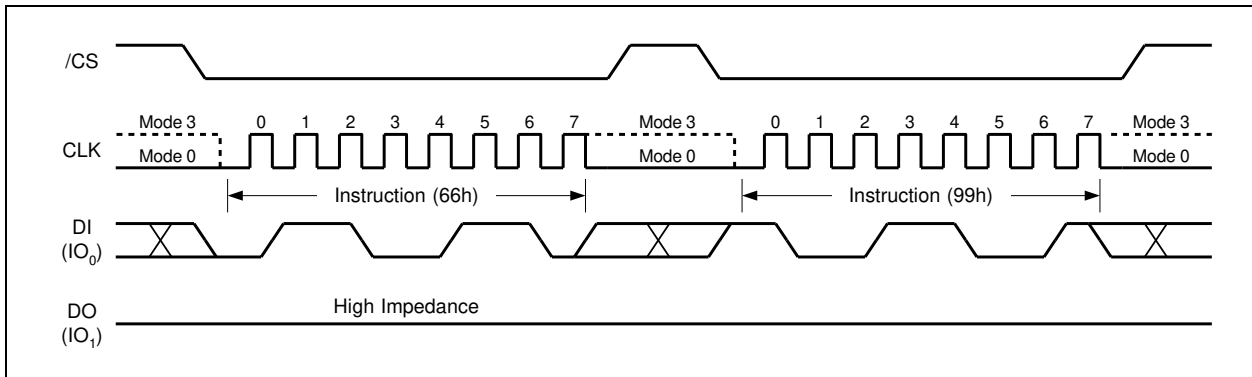 /CS
Mode 3 0 1 2 3 4 5 6 7 Mode 3 0 1 2 3 4 5 6 7 Mode 3
CLK
Mode 0 Mode 0 Mode 0
Instruction (66h) Instruction (99h)
DI
(IO0)
High Impedance
DO
(IO1)